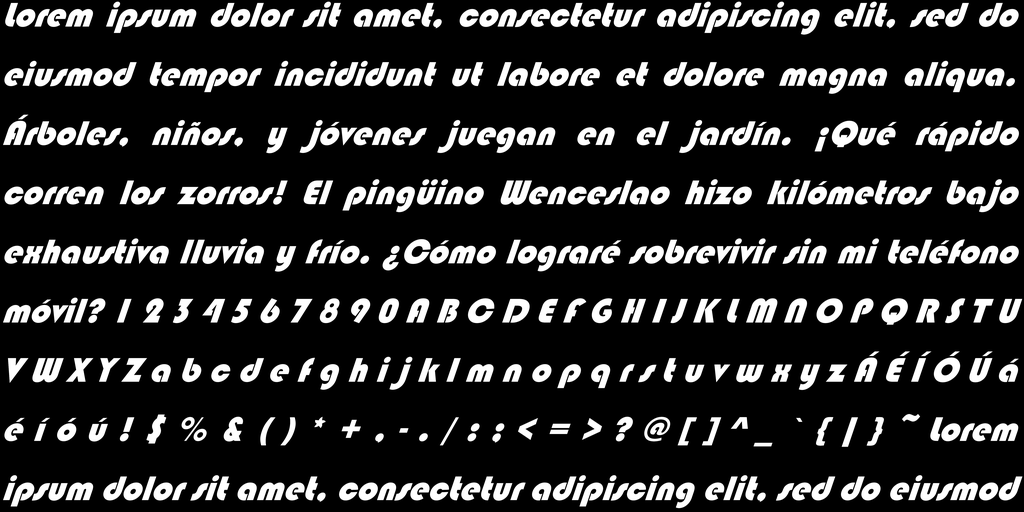 Lorem ipsum dolor sit amet, consectetur adipiscing elit, sed do
eiusmod tempor incididunt ut labore et dolore magna aliqua.
Árboles, niños, y jóvenes juegan en el jardín. ¡Qué rápido
corren los zorros! El pingüino Wenceslao hizo kilómetros bajo
exhaustiva lluvia y frío. ¿Cómo lograré sobrevivir sin mi teléfono
móvil? 1 2 3 4 5 6 7 8 9 0 A B C D E F G H I J K L M N O P Q R S T U
V W X Y Z a b c d e f g h i j k l m n o p q r s t u v w x y z Á É Í Ó Ú á
é í ó ú ! $ % & ( ) * + , - . / : ; < = > ? @ [ ] ^ _ ` { | } ~ Lorem
ipsum dolor sit amet, consectetur adipiscing elit, sed do eiusmod